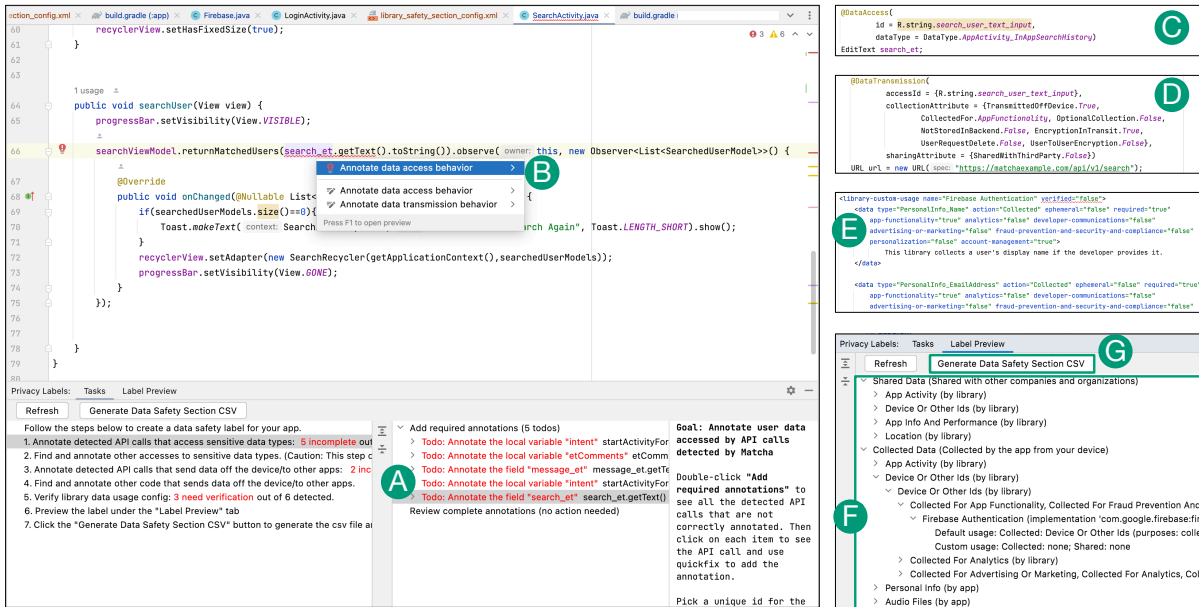 ection_config.xml
build.gradle (:app)
Firebase.java
LoginActivity.java
library_safety_section_config.xml
SearchActivity.java
build.gradle
60 recyclerView.setHasFixedSize(true);
3 6
61 }
62
63
1 usage
64 public void searchUser(View view) {
65 progressBar.setVisibility(View.VISIBLE);
66 searchViewModel.returnMatchedUsers(search_et.getText().toString()).observe( owner: this, new Observer<List<SearchedUserModel>>() {
Annotate data access behavior
B
67 @Override
Annotate data access behavior
68 public void onChanged(@Nullable List< {
Annotate data transmission behavior
69 if(searchedUserModels.size()==0){
Press F1 to open preview
70 Toast.makeText( context: Search rch Again", Toast.LENGTH_SHORT).show();
71 }
72 recyclerView.setAdapter(new SearchRecycler(getApplicationContext(),searchedUserModels));
73 progressBar.setVisibility(View.GONE);
74 }
75 });
76
77
78 }
79 }
80
Privacy Labels: Tasks Label Preview
Refresh
Generate Data Safety Section CSV
Follow the steps below to create a data safety label for your app.
1. Annotate detected API calls that access sensitive data types: 5 incomplete out
2. Find and annotate other accesses to sensitive data types. (Caution: This step c
3. Annotate detected API calls that send data off the device/to other apps: 2 inc
4. Find and annotate other code that sends data off the device/to other apps.
5. Verify library data usage config: 3 need verification out of 6 detected.
6. Preview the label under the "Label Preview" tab
7. Click the "Generate Data Safety Section CSV" button to generate the csv file a
A
Add required annotations (5 todos)
Todo: Annotate the local variable "intent" startActivityFor
Todo: Annotate the local variable "etComments" etComm
Todo: Annotate the field "message_et" message_et.getTe
Todo: Annotate the local variable "intent" startActivityFor
Todo: Annotate the field "search_et" search_et.getText()
Review complete annotations (no action needed)
Goal: Annotate user data
accessed by API calls
detected by Matcha
Double-click "Add
required annotations" to
see all the detected API
calls that are not
correctly annotated. Then
click on each item to see
the API call and use
quickfix to add the
annotation.
Pick a unique id for the
@DataAccess(
id = R.string.search_user_text_input,
dataType = DataType.AppActivity_InAppSearchHistory)
EditText search_et;
C
@DataTransmission(
accessId = {R.string.search_user_text_input},
collectionAttribute = {TransmittedOffDevice.True,
CollectedFor.AppFunctionality, OptionalCollection.False,
NotStoredInBackend.False, EncryptionInTransit.True,
UserRequestDelete.False, UserToUserEncryption.False},
sharingAttribute = {SharedWithThirdParty.False})
URL url = new URL( spec: "https://matchaexample.com/api/v1/search");
D
<library-custom-usage name="Firebase Authentication" verified="false">
<data type="PersonalInfo_Name" action="Collected" ephemeral="false" required="true"
app-functionality="true" analytics="false" developer-communications="false"
advertising-or-marketing="false" fraud-prevention-and-security-and-compliance="false"
personalization="false" account-management="true">
This library collects a user's display name if the developer provides it.
</data>
<data type="PersonalInfo_EmailAddress" action="Collected" ephemeral="false" required="true"
app-functionality="true" analytics="false" developer-communications="false"
advertising-or-marketing="false" fraud-prevention-and-security-and-compliance="false"
E
Privacy Labels: Tasks Label Preview
G
Refresh
Generate Data Safety Section CSV
Shared Data (Shared with other companies and organizations)
App Activity (by library)
Device Or Other Ids (by library)
App Info And Performance (by library)
Location (by library)
Collected Data (Collected by the app from your device)
App Activity (by library)
Device Or Other Ids (by library)
Device Or Other Ids (by library)
Collected For App Functionality, Collected For Fraud Prevention And
Firebase Authentication (implementation 'com.google.firebase:fir
Default usage: Collected: Device Or Other Ids (purposes: colle
Custom usage: Collected: none; Shared: none
Collected For Analytics (by library)
Collected For Advertising Or Marketing, Collected For Analytics, Col
Personal Info (by app)
Audio Files (by app)
F